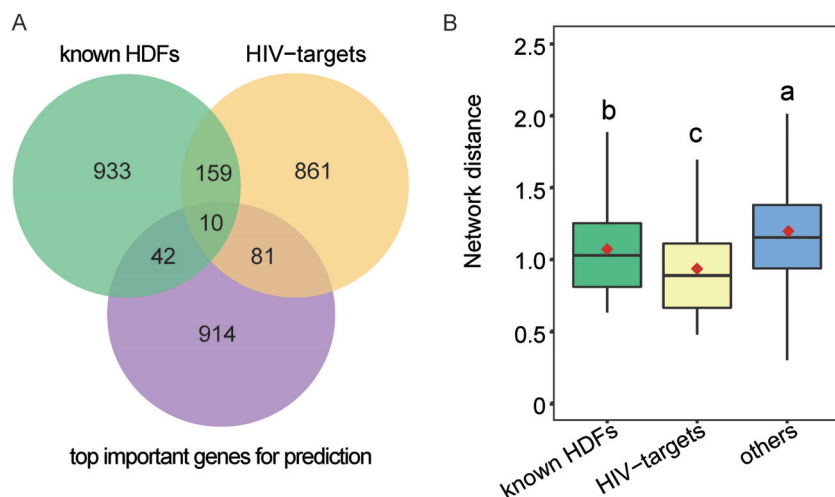 A
known HDFs HIV−targets
933 159 861
10
42 81
914
top important genes for prediction
B
Network distance
2.5
2.0
1.5
1.0
0.5
0
b
c
a
known HDFs
HIV−targets
others